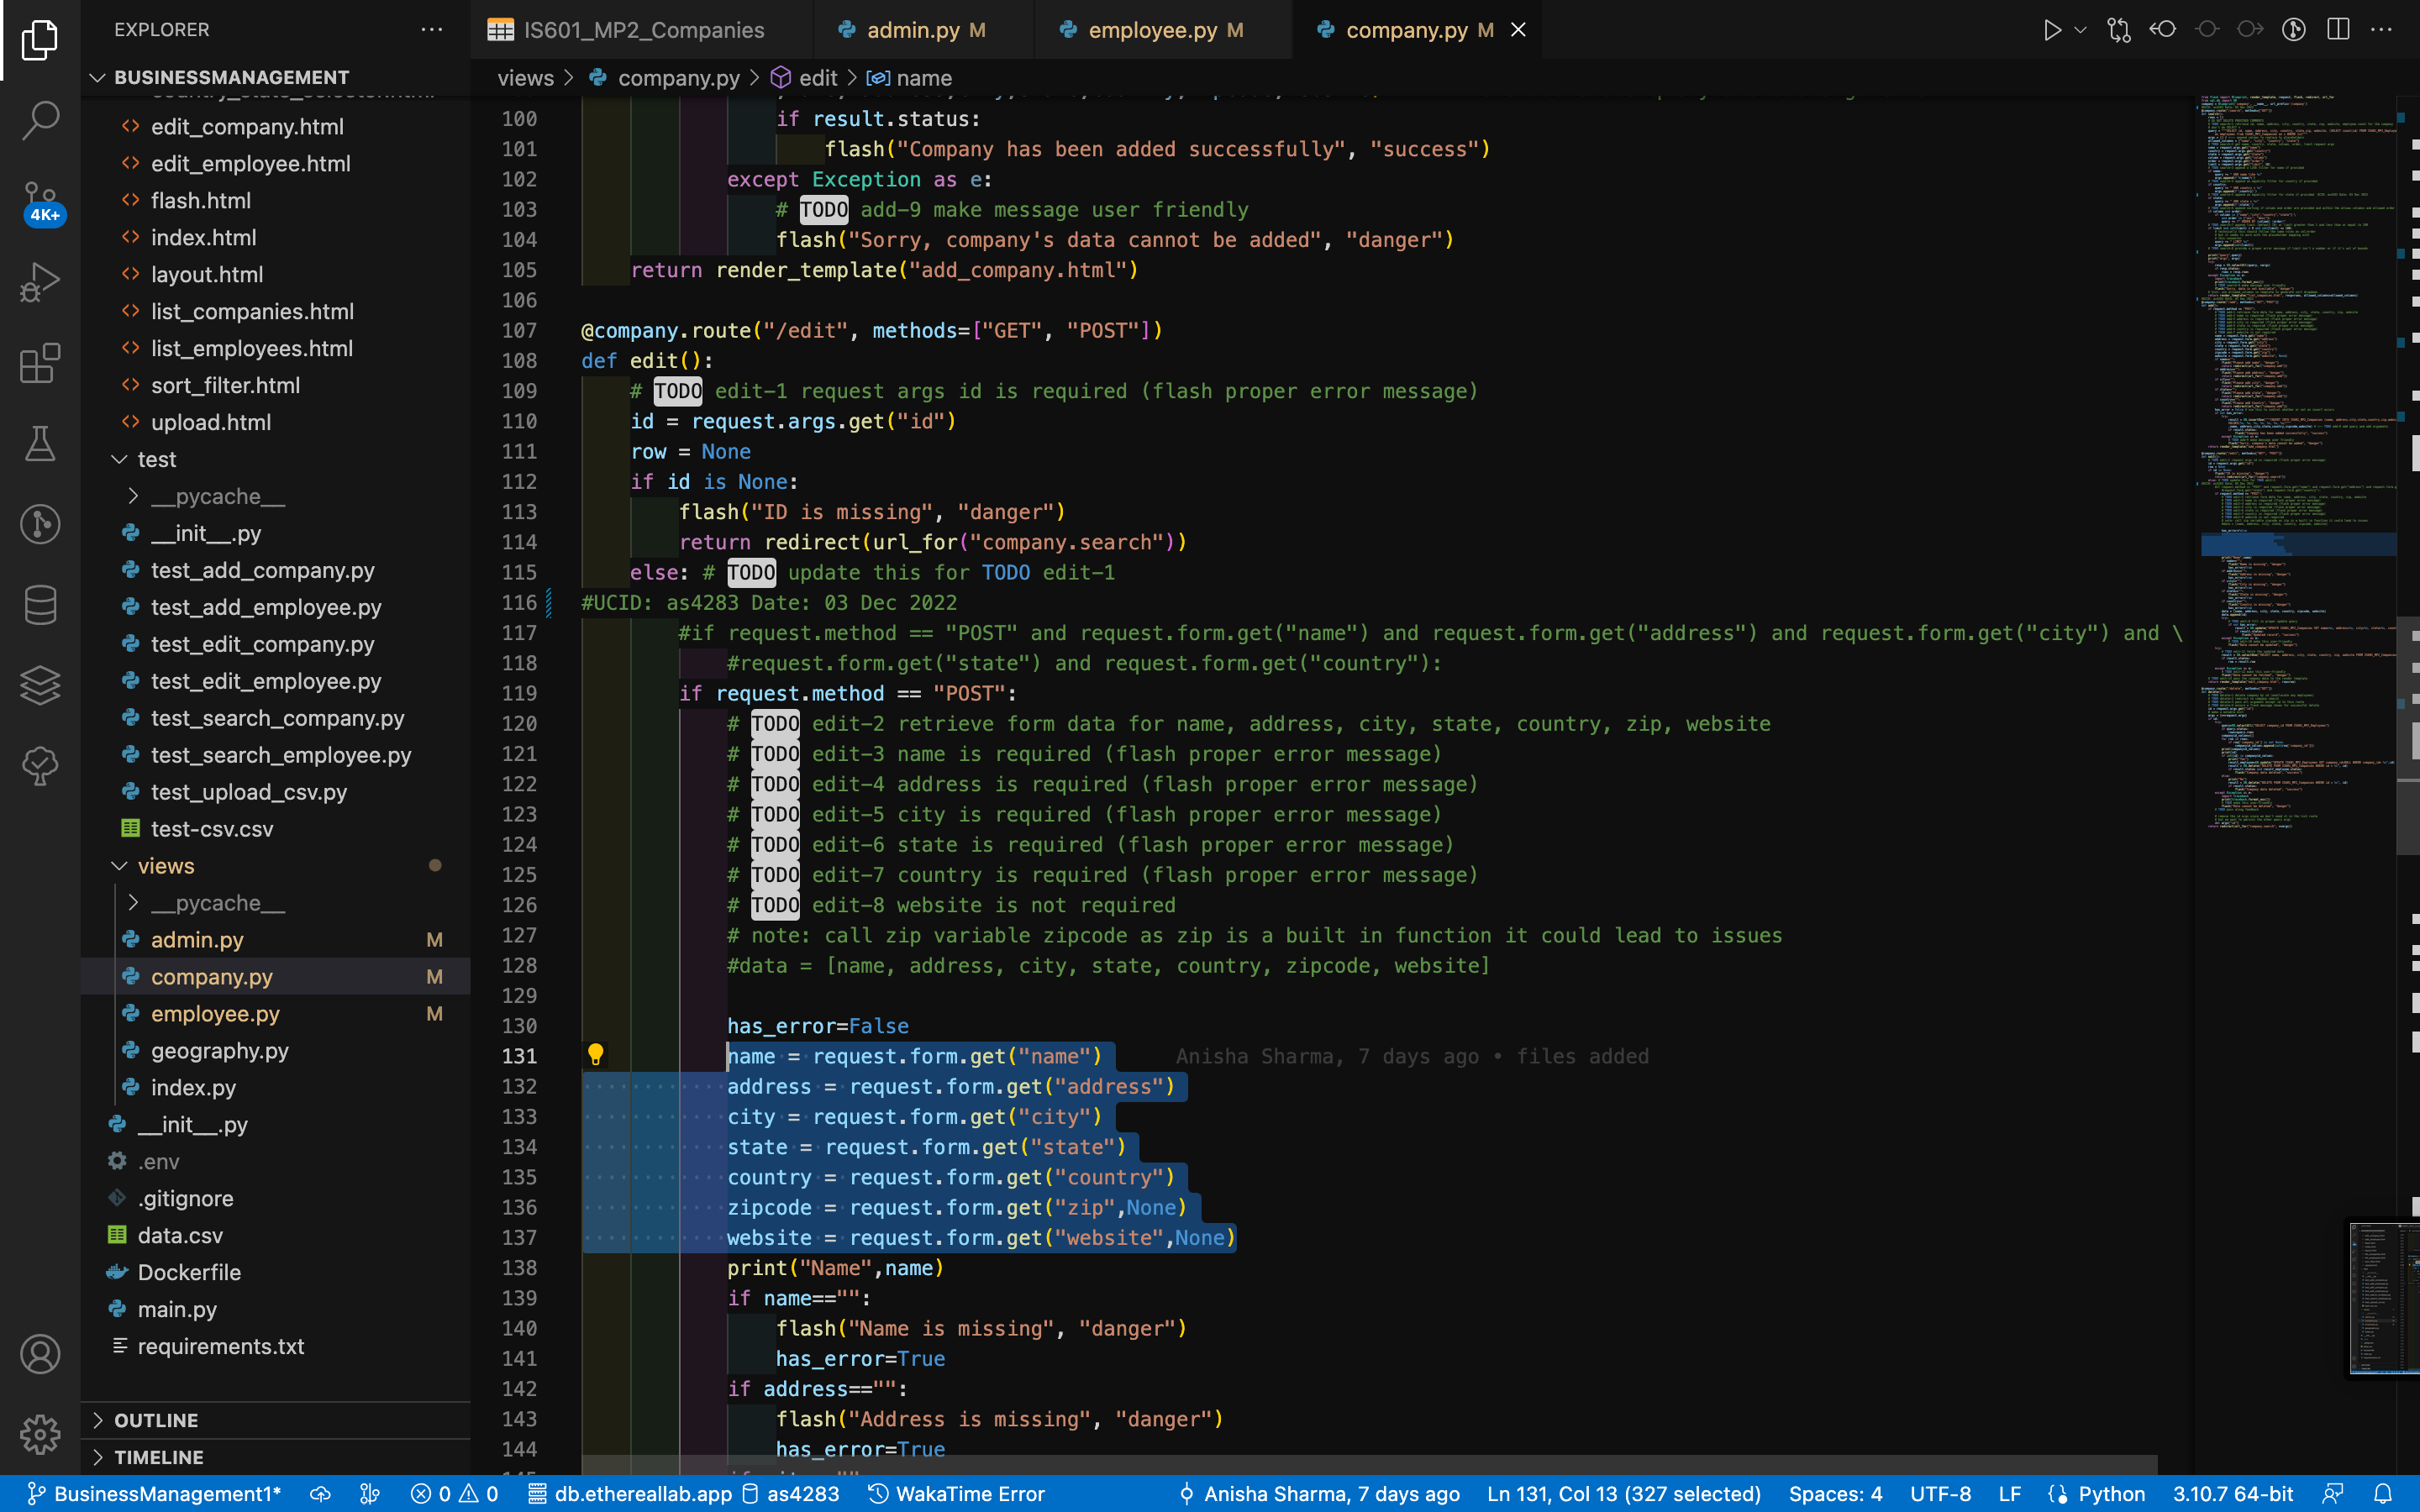 EXPLORER
BUSINESSMANAGEMENT
edit_company.html
edit_employee.html
flash.html
index.html
layout.html
list_companies.html
list_employees.html
sort_filter.html
upload.html
test
__pycache__
__init__.py
test_add_company.py
test_add_employee.py
test_edit_company.py
test_edit_employee.py
test_search_company.py
test_search_employee.py
test_upload_csv.py
test-csv.csv
views
__pycache__
admin.py M
company.py M
employee.py M
geography.py
index.py
__init__.py
.env
.gitignore
data.csv
Dockerfile
main.py
requirements.txt
OUTLINE
TIMELINE
4K+
IS601_MP2_Companies
admin.py M
employee.py M
company.py M
views > company.py > edit > name
100 if result.status:
101 flash("Company has been added successfully", "success")
102 except Exception as e:
103 # TODO add-9 make message user friendly
104 flash("Sorry, company's data cannot be added", "danger")
105 return render_template("add_company.html")
106
107 @company.route("/edit", methods=["GET", "POST"])
108 def edit():
109 # TODO edit-1 request args id is required (flash proper error message)
110 id = request.args.get("id")
111 row = None
112 if id is None:
113 flash("ID is missing", "danger")
114 return redirect(url_for("company.search"))
115 else: # TODO update this for TODO edit-1
116 #UCID: as4283 Date: 03 Dec 2022
117 #if request.method == "POST" and request.form.get("name") and request.form.get("address") and request.form.get("city") and \
118 #request.form.get("state") and request.form.get("country"):
119 if request.method == "POST":
120 # TODO edit-2 retrieve form data for name, address, city, state, country, zip, website
121 # TODO edit-3 name is required (flash proper error message)
122 # TODO edit-4 address is required (flash proper error message)
123 # TODO edit-5 city is required (flash proper error message)
124 # TODO edit-6 state is required (flash proper error message)
125 # TODO edit-7 country is required (flash proper error message)
126 # TODO edit-8 website is not required
127 # note: call zip variable zipcode as zip is a built in function it could lead to issues
128 #data = [name, address, city, state, country, zipcode, website]
129
130 has_error=False
131 name = request.form.get("name") Anisha Sharma, 7 days ago • files added
132 address = request.form.get("address")
133 city = request.form.get("city")
134 state = request.form.get("state")
135 country = request.form.get("country")
136 zipcode = request.form.get("zip",None)
137 website = request.form.get("website",None)
138 print("Name",name)
139 if name=="":
140 flash("Name is missing", "danger")
141 has_error=True
142 if address=="":
143 flash("Address is missing", "danger")
144 has_error=True
BusinessManagement1* 0 0 db.ethereallab.app as4283 WakaTime Error Anisha Sharma, 7 days ago Ln 131, Col 13 (327 selected) Spaces: 4 UTF-8 LF Python 3.10.7 64-bit